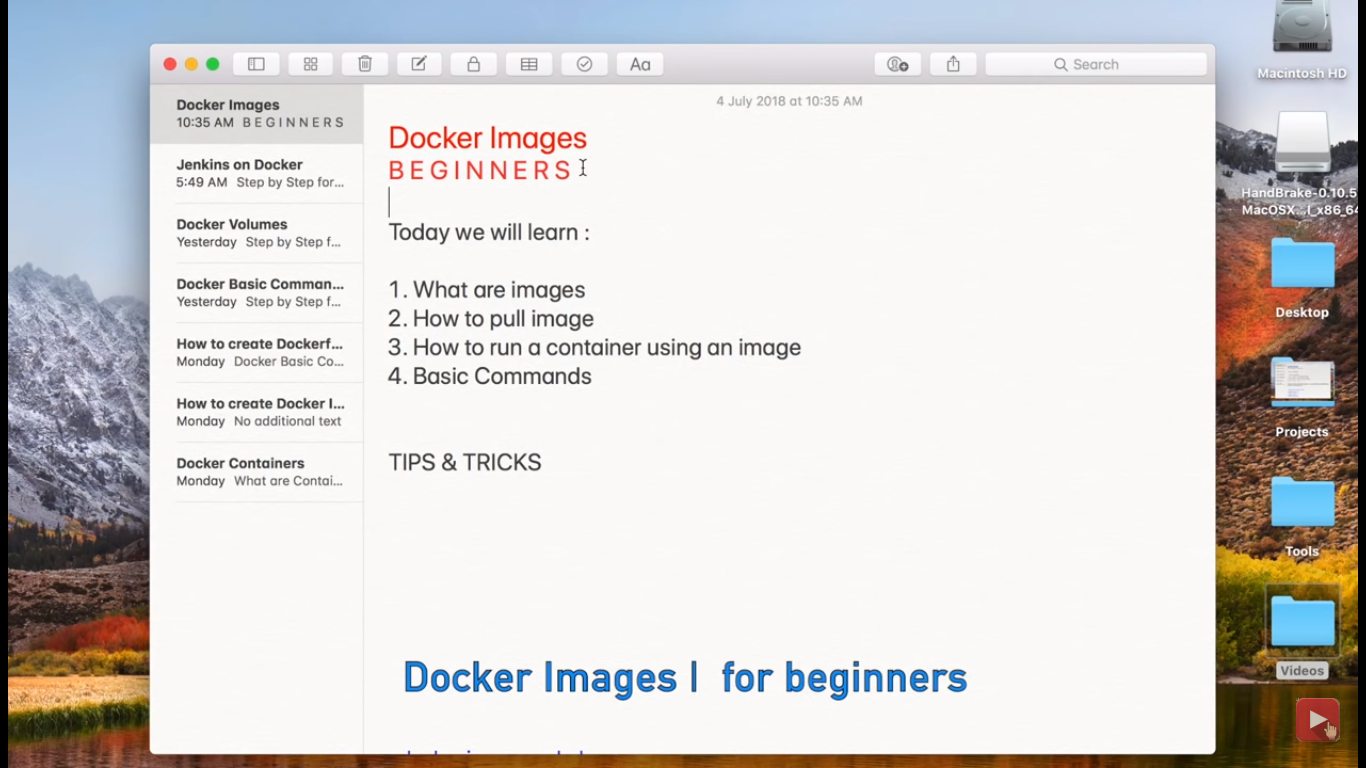 Aa
Search
Docker Images
10:35 AM B E G I N N E R S
Jenkins on Docker
5:49 AM Step by Step for...
Docker Volumes
Yesterday Step by Step f...
Docker Basic Comman...
Yesterday Step by Step f...
How to create Dockerf...
Monday Docker Basic Co...
How to create Docker I...
Monday No additional text
Docker Containers
Monday What are Contai...
4 July 2018 at 10:35 AM
Docker Images
B E G I N N E R S
Today we will learn :
1. What are images
2. How to pull image
3. How to run a container using an image
4. Basic Commands
TIPS & TRICKS
Docker Images | for beginners
Macintosh HD
HandBrake-0.10.5
MacOSX...l_x86_64
Desktop
Projects
Tools
Videos